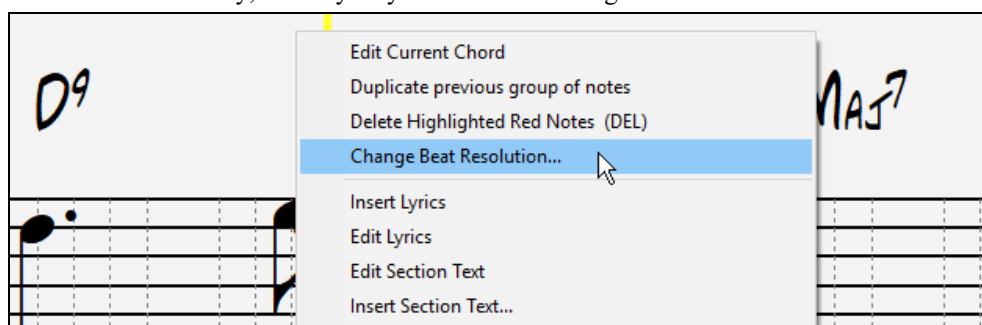 Edit Current Chord
D9
Duplicate previous group of notes
MAJ7
Delete Highlighted Red Notes (DEL)
Change Beat Resolution...
Insert Lyrics
Edit Lyrics
Edit Section Text
Insert Section Text...